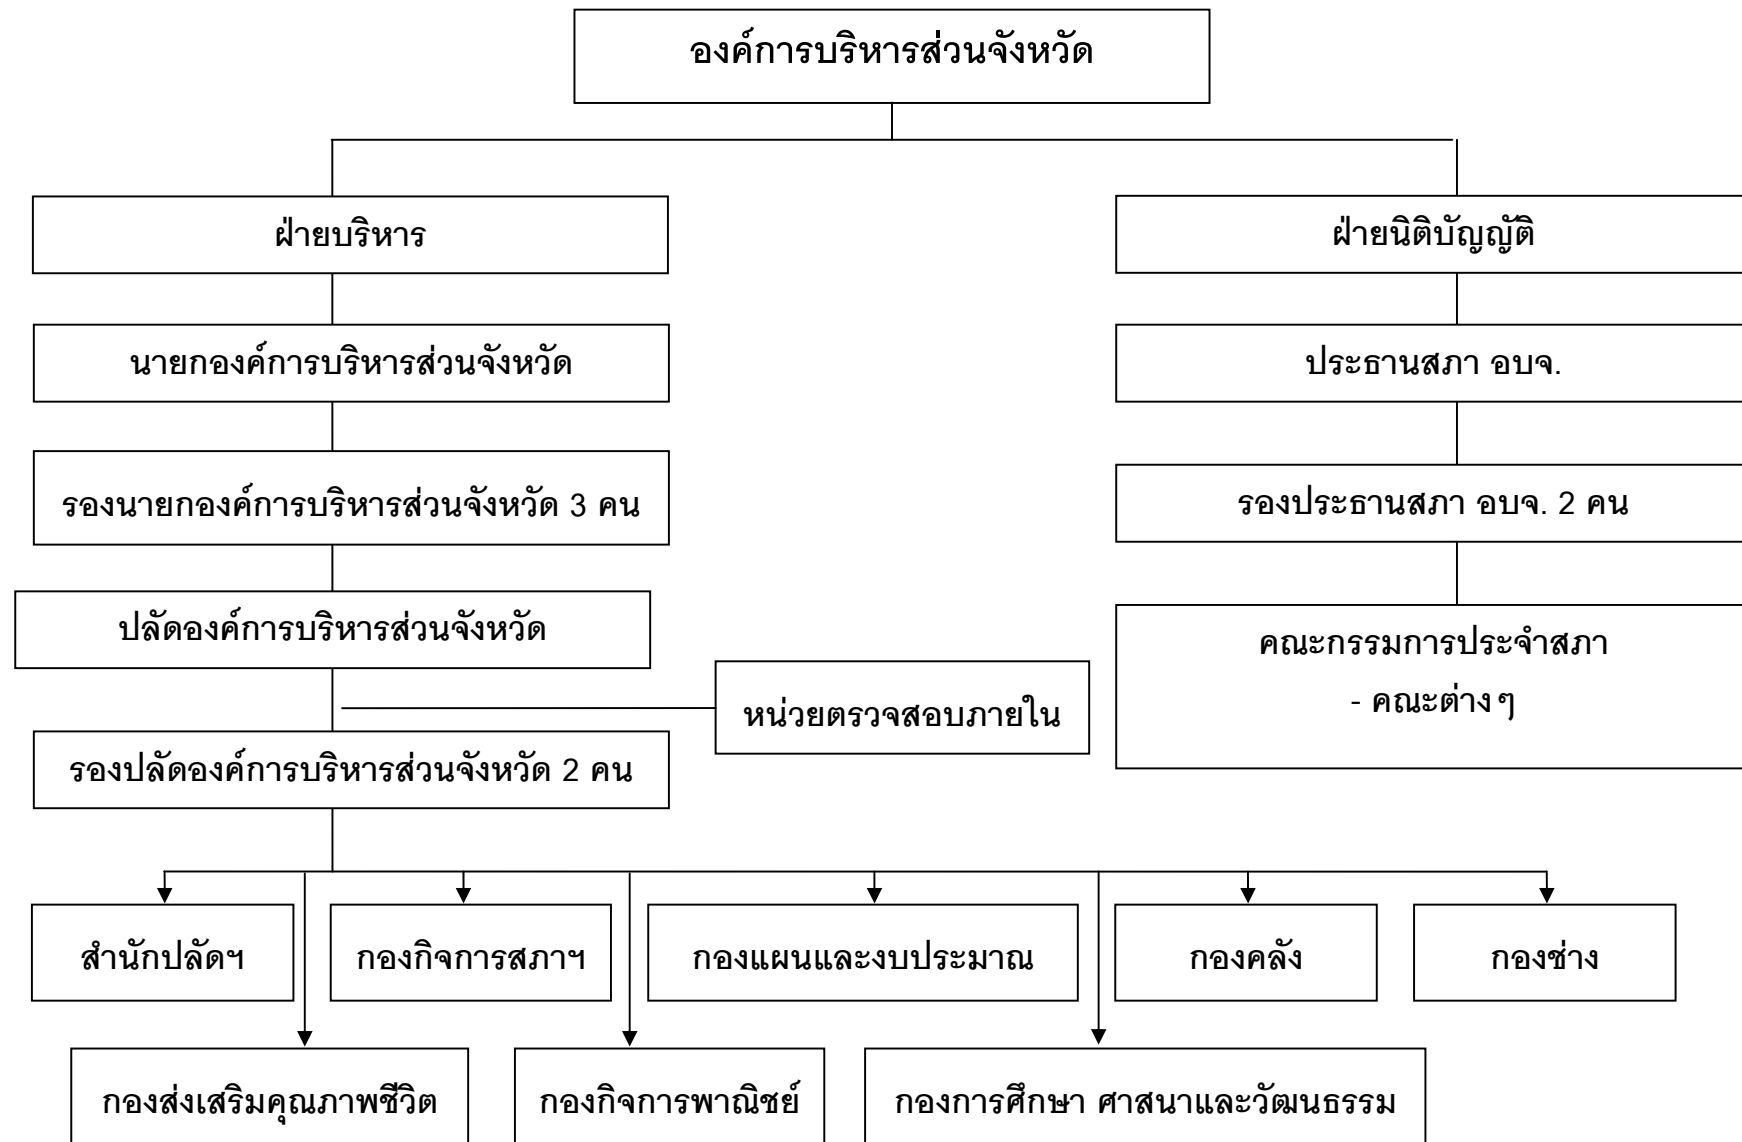 องค์การบริหารส่วนจังหวัด
ฝ่ายบริหาร
ฝ่ายนิติบัญญัติ
นายกองค์การบริหารส่วนจังหวัด
ประธานสภา อบจ.
รองนายกองค์การบริหารส่วนจังหวัด 3 คน
รองประธานสภา อบจ. 2 คน
ปลัดองค์การบริหารส่วนจังหวัด
คณะกรรมการประจำสภา
- คณะต่างๆ
หน่วยตรวจสอบภายใน
รองปลัดองค์การบริหารส่วนจังหวัด 2 คน
สำนักปลัดฯ
กองกิจการสภาฯ
กองแผนและงบประมาณ
กองคลัง
กองช่าง
กองส่งเสริมคุณภาพชีวิต
กองกิจการพาณิชย์
กองการศึกษา ศาสนาและวัฒนธรรม